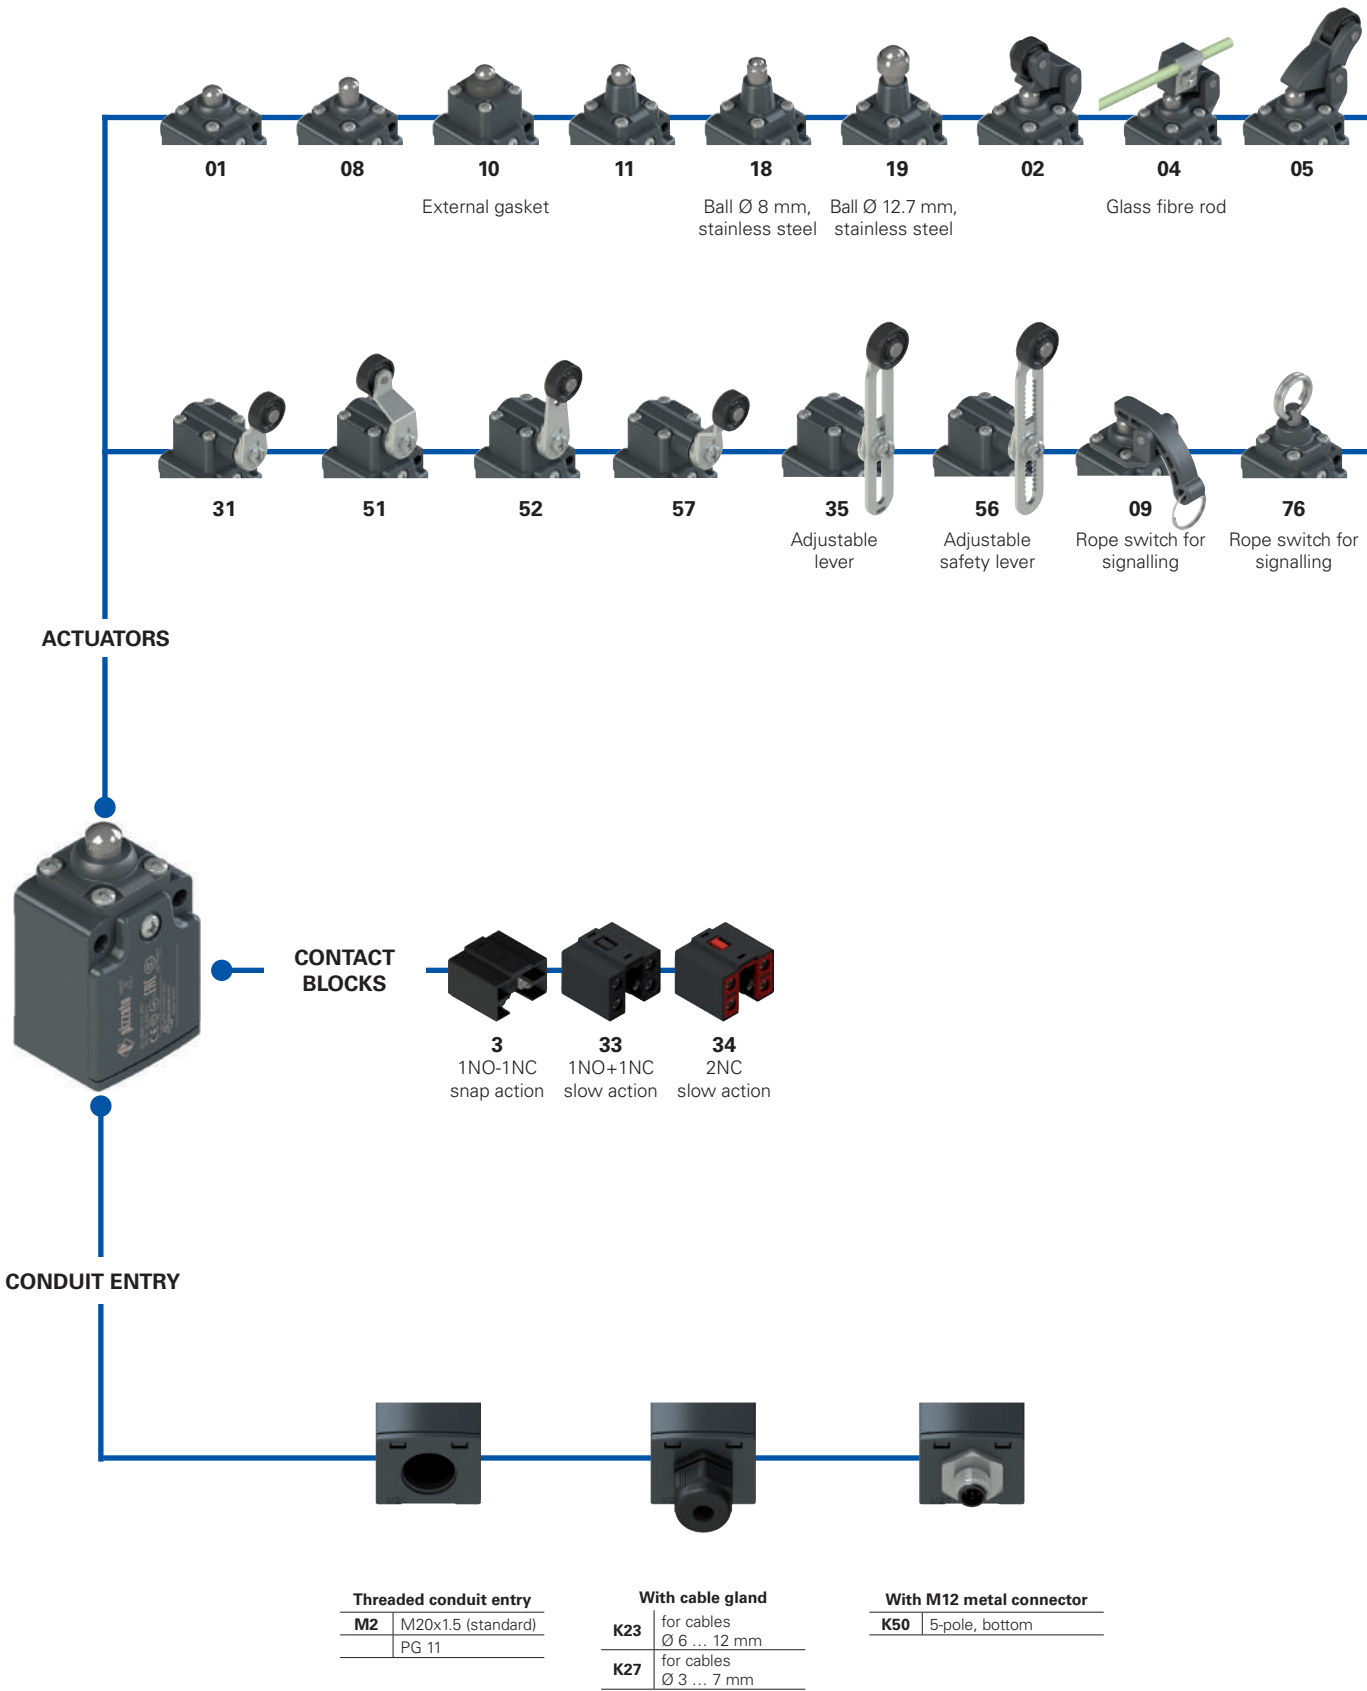 01 08 10 11 18 19 02 04 05
External gasket Ball Ø 8 mm, Ball Ø 12.7 mm, Glass fibre rod
stainless steel stainless steel
31 51 52 57 35 56 09 76
Adjustable Adjustable Rope switch for Rope switch for
lever safety lever signalling signalling
ACTUATORS
pizzato
CE
EAC
CONTACT
BLOCKS
3 33 34
1NO-1NC 1NO+1NC 2NC
snap action slow action slow action
CONDUIT ENTRY
Threaded conduit entry
M2 M20x1.5 (standard)
PG 11
With cable gland
K23 for cables
Ø 6 … 12 mm
K27 for cables
Ø 3 … 7 mm
With M12 metal connector
K50 5-pole, bottom